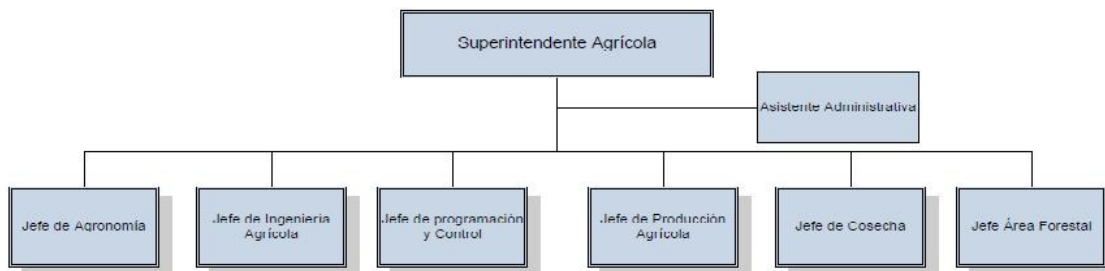 Superintendente Agrícola
Asistente Administrativa
Jefe de Agronomía
Jefe de Ingeniería
Agrícola
Jefe de programación
y Control
Jefe de Producción
Agrícola
Jefe de Cosecha
Jefe Área Forestal